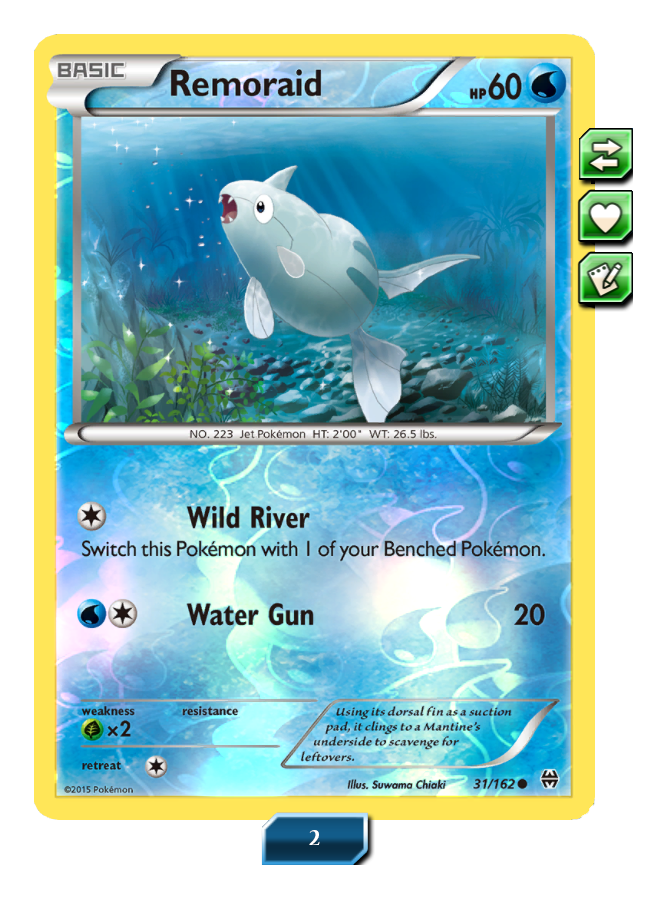 BASIC
Remoraid
HP60
NO. 223 Jet Pokémon HT: 2'00" WT: 26.5 lbs.
Wild River
Switch this Pokémon with 1 of your Benched Pokémon.
Water Gun 20
weakness resistance
×2
retreat
Using its dorsal fin as a suction
pad, it clings to a Mantine's
underside to scavenge for
leftovers.
Illus. Suwama Chiaki 31/162
©2015 Pokémon
2